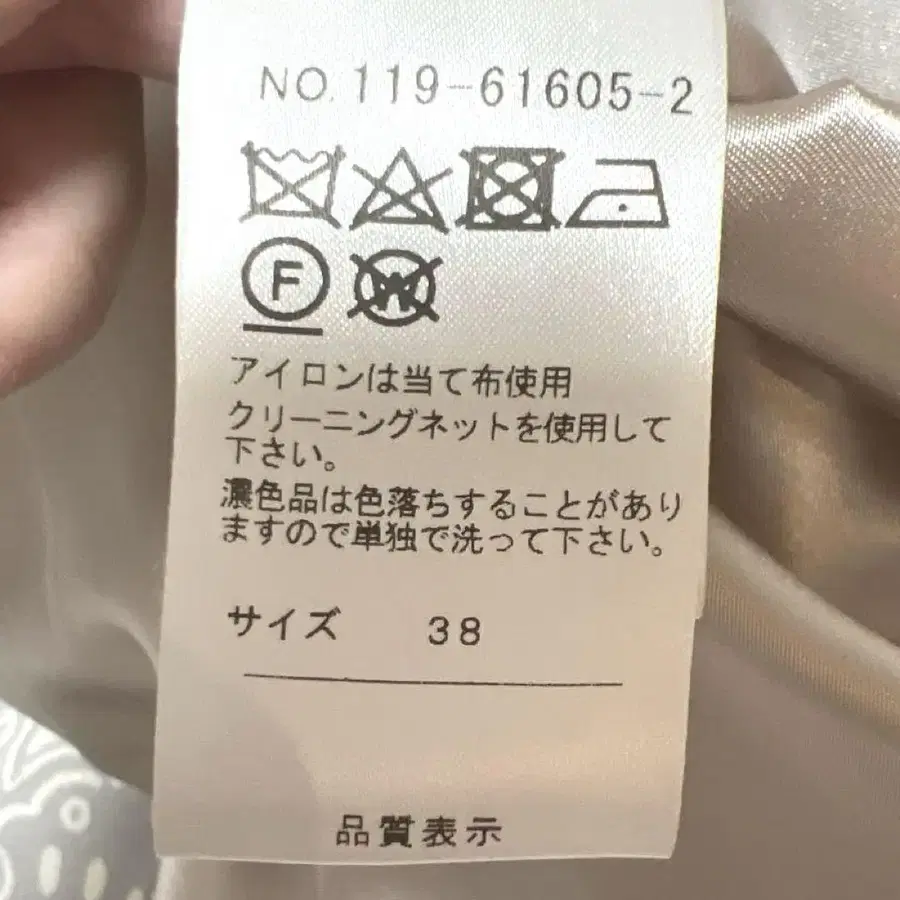 NO. 119-61605-2
F
W
アイロンは当て布使用
クリーニングネットを使用して
下さい。
濃色品は色落ちすることがあり
ますので単独で洗って下さい。
サイズ 38
品質表示